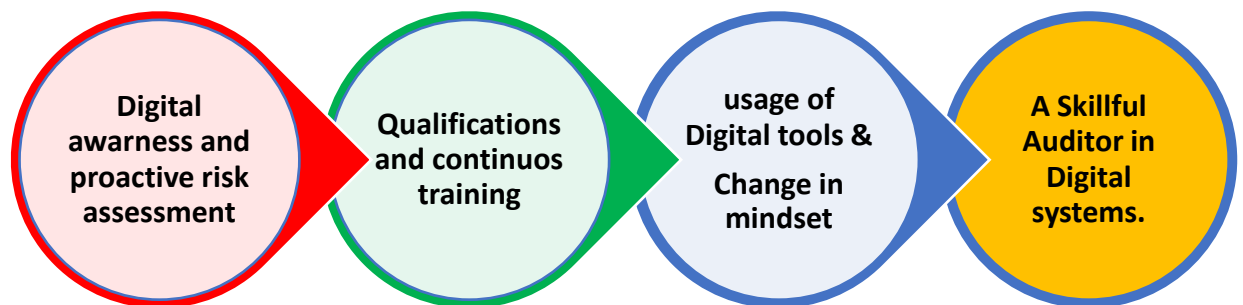 Digital
awarness and
proactive risk
assessment
Qualifications
and continuos
training
usage of
Digital tools &
Change in
mindset
A Skillful
Auditor in
Digital
systems.